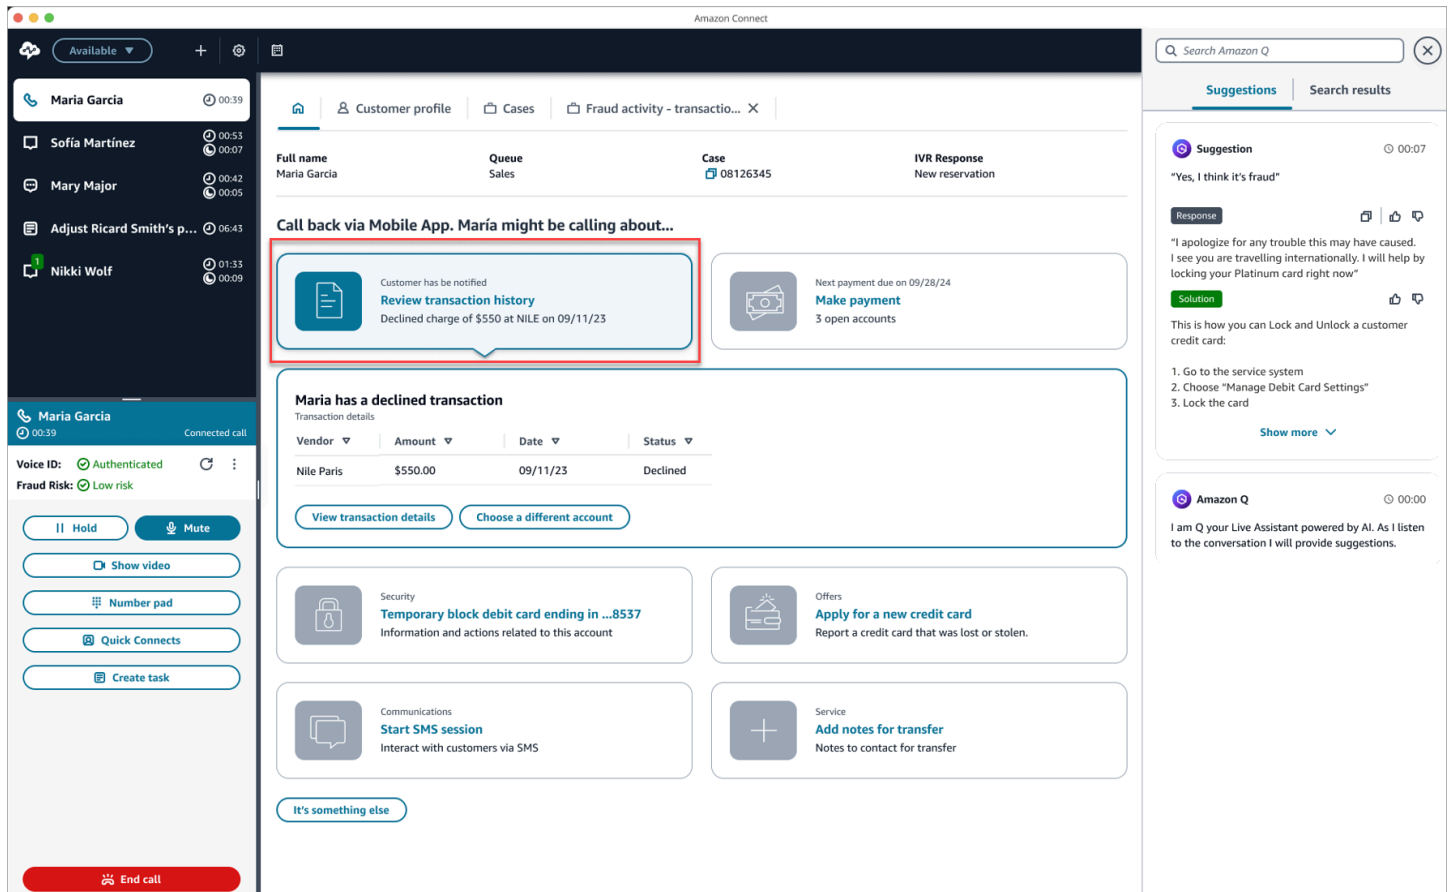 Amazon Connect
Available
Maria Garcia 00:39
Sofía Martínez 00:53
00:07
Mary Major 00:42
00:05
Adjust Ricard Smith's p... 06:43
1
Nikki Wolf 01:33
00:09
Maria Garcia
00:39 Connected call
Voice ID: Authenticated
Fraud Risk: Low risk
Hold Mute
Show video
Number pad
Quick Connects
Create task
End call
Customer profile Cases Fraud activity - transactio...
Full name Queue Case IVR Response
Maria Garcia Sales 08126345 New reservation
Call back via Mobile App. María might be calling about...
Customer has be notified
Review transaction history
Declined charge of $550 at NILE on 09/11/23
Next payment due on 09/28/24
Make payment
3 open accounts
Maria has a declined transaction
Transaction details
Vendor Amount Date Status
Nile Paris $550.00 09/11/23 Declined
View transaction details Choose a different account
Security
Temporary block debit card ending in ...8537
Information and actions related to this account
Offers
Apply for a new credit card
Report a credit card that was lost or stolen.
Communications
Start SMS session
Interact with customers via SMS
Service
Add notes for transfer
Notes to contact for transfer
It's something else
Search Amazon Q
Suggestions Search results
Suggestion 00:07
“Yes, I think it's fraud”
Response
“I apologize for any trouble this may have caused.
I see you are travelling internationally. I will help by
locking your Platinum card right now”
Solution
This is how you can Lock and Unlock a customer
credit card:
1. Go to the service system
2. Choose “Manage Debit Card Settings”
3. Lock the card
Show more
Amazon Q 00:00
I am Q your Live Assistant powered by AI. As I listen
to the conversation I will provide suggestions.